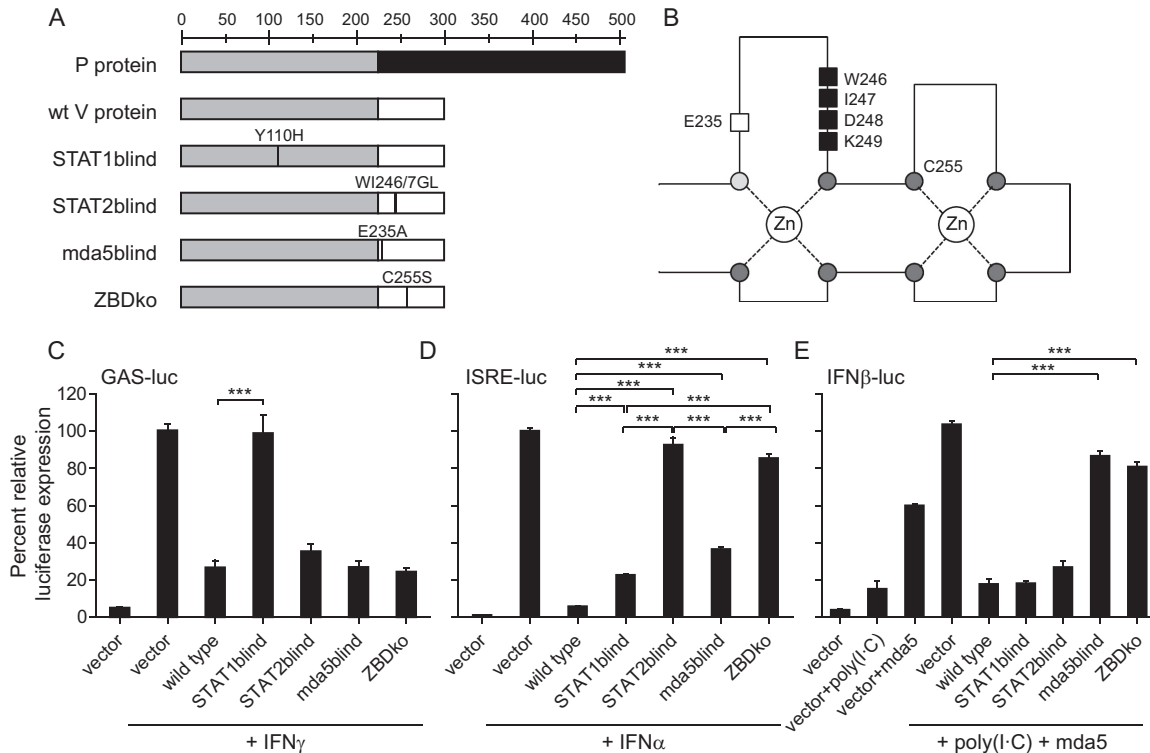 A
0 50 100 150 200 250 300 350 400 450 500
P protein
wt V protein
Y110H
STAT1blind
WI246/7GL
STAT2blind
E235A
mda5blind
C255S
ZBDko
B
W246
I247
E235
D248
K249
C255
Zn Zn
C
GAS-luc
***
Percent relative
luciferase expression
120
100
80
60
40
20
0
vector
vector
wild type
STAT1blind
STAT2blind
mda5blind
ZBDko
+ IFNγ
D
ISRE-luc
***
***
***
*** ***
*** *** ***
vector
vector
wild type
STAT1blind
STAT2blind
mda5blind
ZBDko
+ IFNα
E
IFNβ-luc
***
***
vector
vector+poly(I·C)
vector+mda5
vector
wild type
STAT1blind
STAT2blind
mda5blind
ZBDko
+ poly(I·C) + mda5